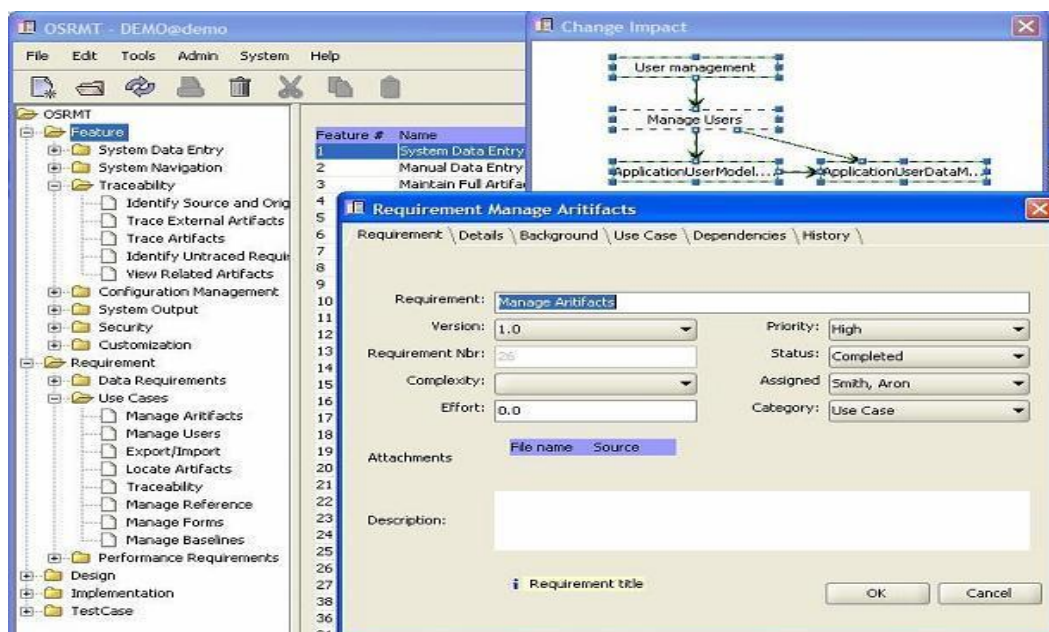 OSRMT - DEMO@demo
File Edit Tools Admin System Help
OSRMT
Feature
System Data Entry
System Navigation
Traceability
Identify Source and Orig
Trace External Artifacts
Trace Artifacts
Identify Untraced Requir
View Related Artifacts
Configuration Management
System Output
Security
Customization
Requirement
Data Requirements
Use Cases
Manage Aritifacts
Manage Users
Export/Import
Locate Artifacts
Traceability
Manage Reference
Manage Forms
Manage Baselines
Performance Requirements
Design
Implementation
TestCase
Feature # Name
1 System Data Entry
2 Manual Data Entry
3 Maintain Full Artifa
4
5
6
7
8
9
10
11
12
13
14
15
16
17
18
19
20
21
22
23
24
25
26
27
38
36
Change Impact
User management
Manage Users
ApplicationUserModel... ApplicationUserDataM...
Requirement Manage Aritifacts
Requirement Details Background Use Case Dependencies History
Requirement: Manage Aritifacts
Version: 1.0 Priority: High
Requirement Nbr: 26 Status: Completed
Complexity: Assigned Smith, Aron
Effort: 0.0 Category: Use Case
Attachments File name Source
Description:
Requirement title
OK Cancel